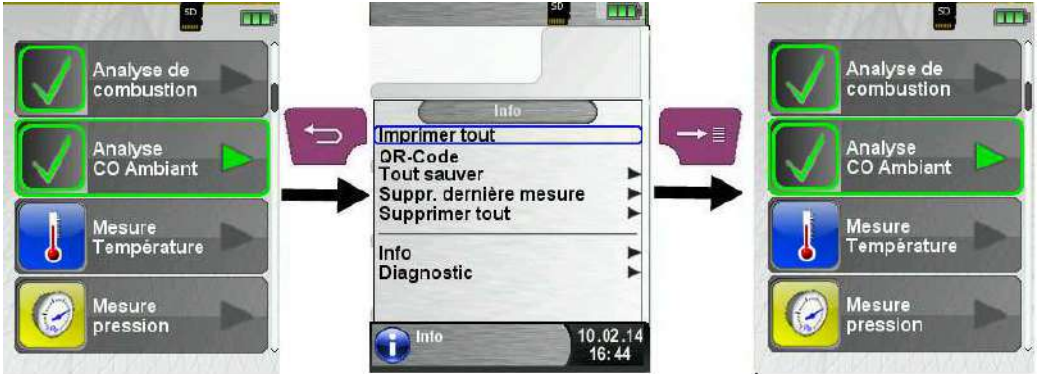 SD
Analyse de
combustion
Analyse
CO Ambiant
Mesure
Température
Mesure
pression
SD
Info
Imprimer tout
QR-Code
Tout sauver
Suppr. dernière mesure
Supprimer tout
Info
Diagnostic
Info
10.02.14
16:44
SD
Analyse de
combustion
Analyse
CO Ambiant
Mesure
Température
Mesure
pression